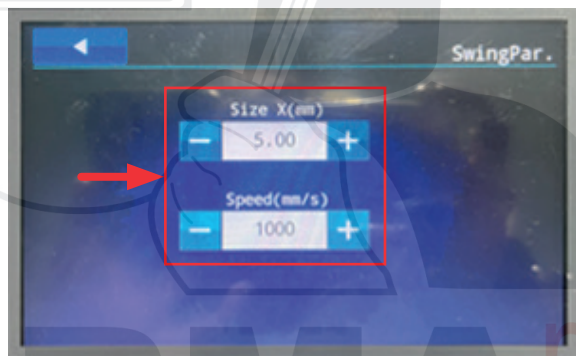 SwingPar.
Size X(mm)
− 5.00 +
Speed(mm/s)
− 1000 +